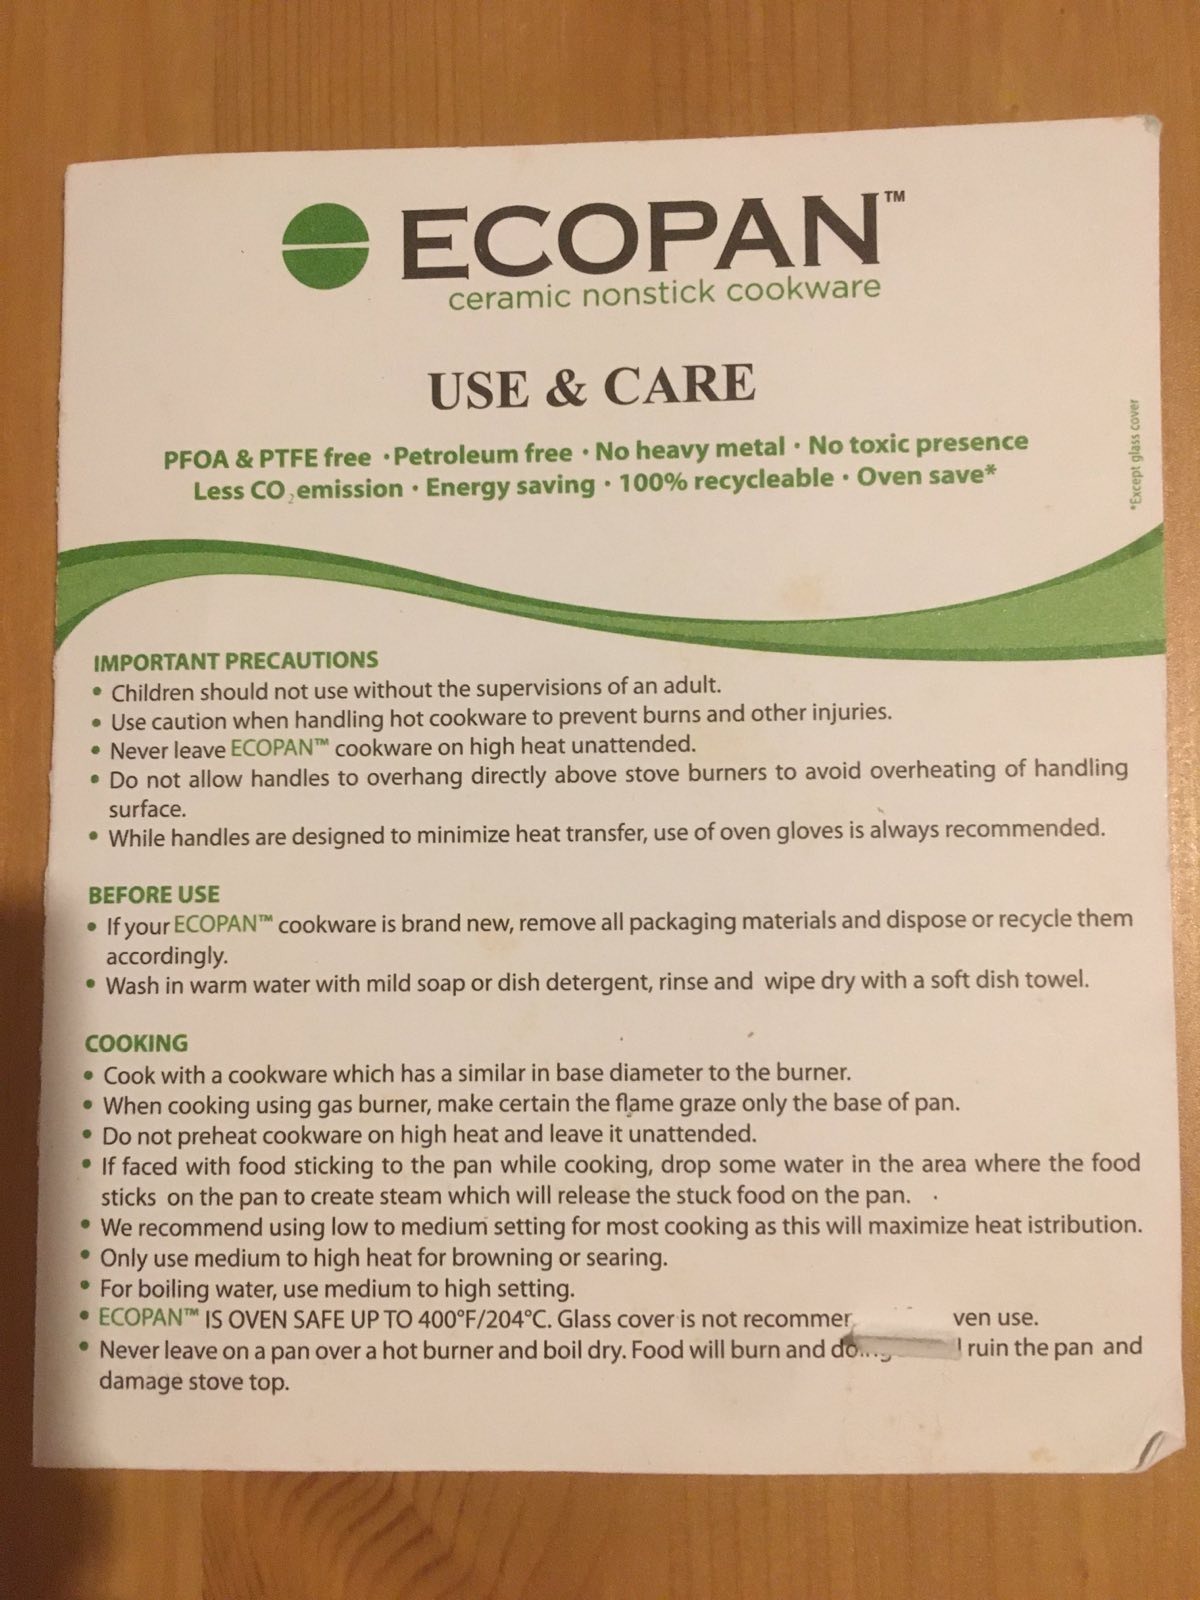 ECOPAN™
ceramic nonstick cookware
USE & CARE
PFOA & PTFE free · Petroleum free · No heavy metal · No toxic presence
Less CO₂ emission · Energy saving · 100% recycleable · Oven save*
*Except glass cover
IMPORTANT PRECAUTIONS
• Children should not use without the supervisions of an adult.
• Use caution when handling hot cookware to prevent burns and other injuries.
• Never leave ECOPAN™ cookware on high heat unattended.
• Do not allow handles to overhang directly above stove burners to avoid overheating of handling
surface.
• While handles are designed to minimize heat transfer, use of oven gloves is always recommended.
BEFORE USE
• If your ECOPAN™ cookware is brand new, remove all packaging materials and dispose or recycle them
accordingly.
• Wash in warm water with mild soap or dish detergent, rinse and wipe dry with a soft dish towel.
COOKING
• Cook with a cookware which has a similar in base diameter to the burner.
• When cooking using gas burner, make certain the flame graze only the base of pan.
• Do not preheat cookware on high heat and leave it unattended.
• If faced with food sticking to the pan while cooking, drop some water in the area where the food
sticks on the pan to create steam which will release the stuck food on the pan.
• We recommend using low to medium setting for most cooking as this will maximize heat istribution.
• Only use medium to high heat for browning or searing.
• For boiling water, use medium to high setting.
• ECOPAN™ IS OVEN SAFE UP TO 400°F/204°C. Glass cover is not recommer ven use.
• Never leave on a pan over a hot burner and boil dry. Food will burn and ruin the pan and
damage stove top.